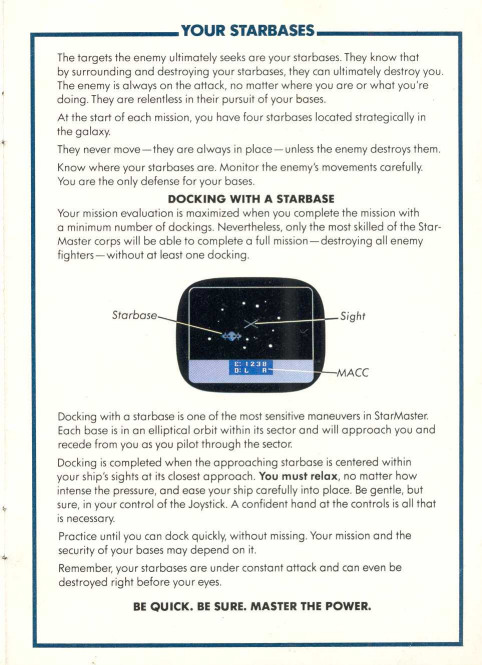 YOUR STARBASES
The targets the enemy ultimately seeks are your starbases. They know that
by surrounding and destroying your starbases, they can ultimately destroy you.
The enemy is always on the attack, no matter where you are or what you're
doing. They are relentless in their pursuit of your bases.
At the start of each mission, you have four starbases located strategically in
the galaxy.
They never move—they are always in place—unless the enemy destroys them.
Know where your starbases are. Monitor the enemy's movements carefully.
You are the only defense for your bases.
DOCKING WITH A STARBASE
Your mission evaluation is maximized when you complete the mission with
a minimum number of dockings. Nevertheless, only the most skilled of the Star-
Master corps will be able to complete a full mission—destroying all enemy
fighters—without at least one docking.
Starbase
Sight
C: 1238
D: L A
MACC
Docking with a starbase is one of the most sensitive maneuvers in StarMaster.
Each base is in an elliptical orbit within its sector and will approach you and
recede from you as you pilot through the sector.
Docking is completed when the approaching starbase is centered within
your ship's sights at its closest approach. You must relax, no matter how
intense the pressure, and ease your ship carefully into place. Be gentle, but
sure, in your control of the Joystick. A confident hand at the controls is all that
is necessary.
Practice until you can dock quickly, without missing. Your mission and the
security of your bases may depend on it.
Remember, your starbases are under constant attack and can even be
destroyed right before your eyes.
BE QUICK. BE SURE. MASTER THE POWER.